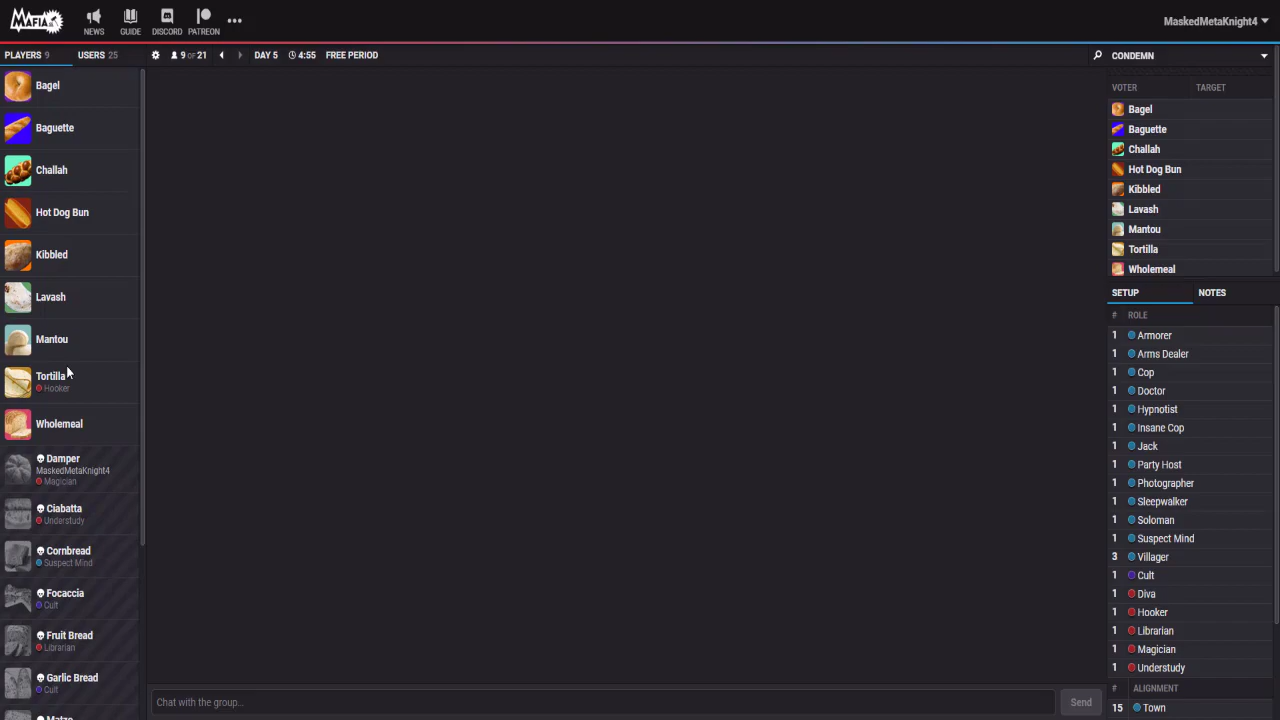 MAFIA
NEWS
GUIDE
DISCORD
PATREON
MaskedMetaKnight4
PLAYERS 9
USERS 25
9 OF 21
DAY 5
4:55
FREE PERIOD
CONDEMN
Bagel
Baguette
Challah
Hot Dog Bun
Kibbled
Lavash
Mantou
Tortilla
Hooker
Wholemeal
Damper
MaskedMetaKnight4
Magician
Ciabatta
Understudy
Cornbread
Suspect Mind
Focaccia
Cult
Fruit Bread
Librarian
Garlic Bread
Cult
Matzo
Chat with the group...
Send
VOTER TARGET
Bagel
Baguette
Challah
Hot Dog Bun
Kibbled
Lavash
Mantou
Tortilla
Wholemeal
SETUP
NOTES
# ROLE
1 Armorer
1 Arms Dealer
1 Cop
1 Doctor
1 Hypnotist
1 Insane Cop
1 Jack
1 Party Host
1 Photographer
1 Sleepwalker
1 Soloman
1 Suspect Mind
3 Villager
1 Cult
1 Diva
1 Hooker
1 Librarian
1 Magician
1 Understudy
# ALIGNMENT
15 Town